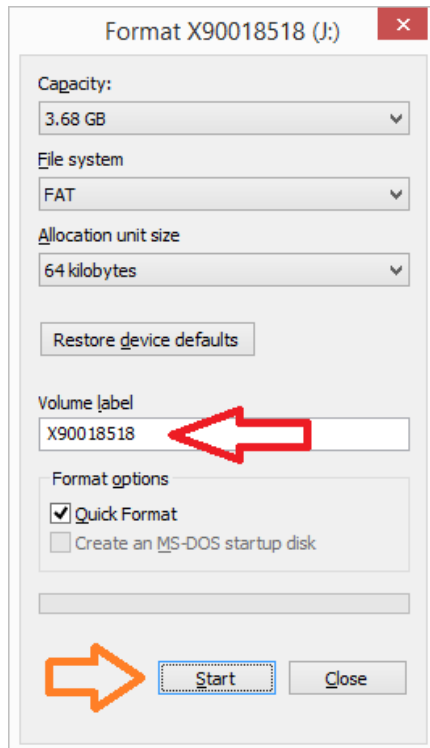 Format X90018518 (J:)
Capacity:
3.68 GB
File system
FAT
Allocation unit size
64 kilobytes
Restore device defaults
Volume label
X90018518
Format options
Quick Format
Create an MS-DOS startup disk
Start
Close